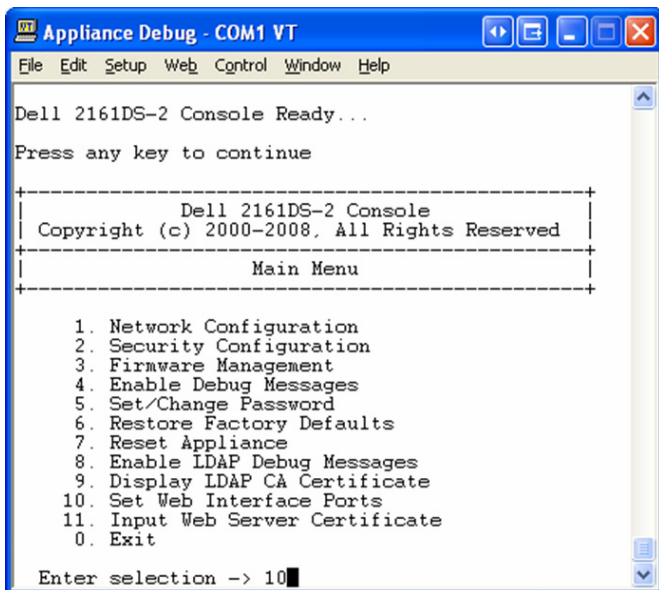 Appliance Debug - COM1 VT
File Edit Setup Web Control Window Help
Dell 2161DS-2 Console Ready...
Press any key to continue
Dell 2161DS-2 Console
Copyright (c) 2000-2008, All Rights Reserved
Main Menu
1. Network Configuration
2. Security Configuration
3. Firmware Management
4. Enable Debug Messages
5. Set/Change Password
6. Restore Factory Defaults
7. Reset Appliance
8. Enable LDAP Debug Messages
9. Display LDAP CA Certificate
10. Set Web Interface Ports
11. Input Web Server Certificate
0. Exit
Enter selection -> 10